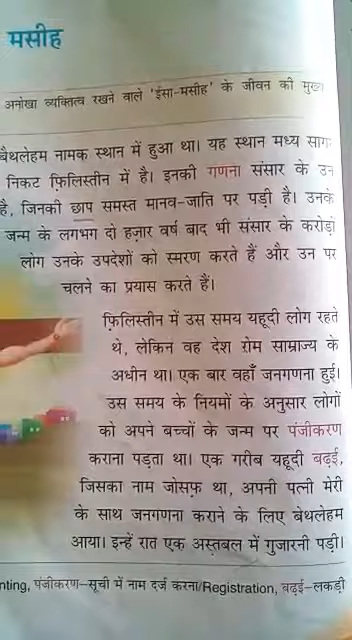 मसीह
अनोखा व्यक्तित्व रखने वाले 'ईसा-मसीह' के जीवन की
बैथलेहम नामक स्थान में हुआ था। यह स्थान मध्य
निकट फ़िलिस्तीन में है। इनकी गणना संसार के उन
है, जिनकी छाप समस्त मानव-जाति पर पड़ी है। उनके
जन्म के लगभग दो हज़ार वर्ष बाद भी संसार के करोड़ों
लोग उनके उपदेशों को स्मरण करते हैं और उन पर
चलने का प्रयास करते हैं।
फ़िलिस्तीन में उस समय यहूदी लोग रहते
थे, लेकिन वह देश रोम साम्राज्य के
अधीन था। एक बार वहाँ जनगणना हुई।
उस समय के नियमों के अनुसार लोगों
को अपने बच्चों के जन्म पर पंजीकरण
कराना पड़ता था। एक गरीब यहूदी बढ़ई,
जिसका नाम जोसफ़ था, अपनी पत्नी मेरी
के साथ जनगणना कराने के लिए बेथलेहम
आया। इन्हें रात एक अस्तबल में गुजारनी पड़ी।
nting, पंजीकरण–सूची में नाम दर्ज करना/Registration, बढ़ई–लकड़ी